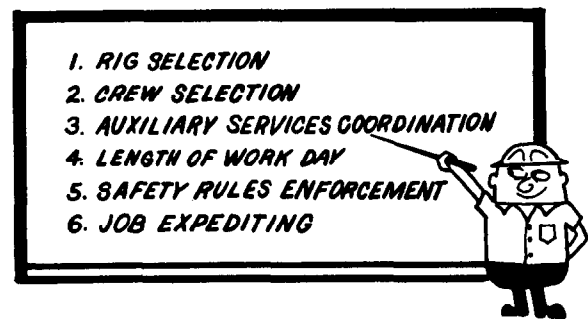 1. RIG SELECTION
2. CREW SELECTION
3. AUXILIARY SERVICES COORDINATION
4. LENGTH OF WORK DAY
5. SAFETY RULES ENFORCEMENT
6. JOB EXPEDITING